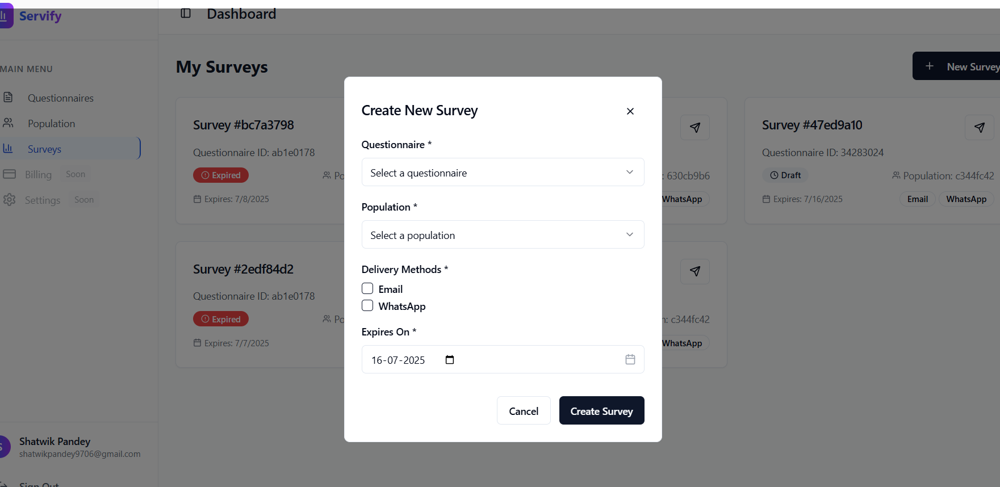 Servify
Dashboard
MAIN MENU
Questionnaires
Population
Surveys
Billing Soon
Settings Soon
Shatwik Pandey
shatwikpandey9706@gmail.com
Sign Out
My Surveys
+ New Survey
Survey #bc7a3798
Questionnaire ID: ab1e0178
Expired
Po
Expires: 7/8/2025
: 630cb9b6
WhatsApp
Survey #47ed9a10
Questionnaire ID: 34283024
Draft
Population: c344fc42
Expires: 7/16/2025
Email WhatsApp
Survey #2edf84d2
Questionnaire ID: ab1e0178
Expired
Po
Expires: 7/7/2025
n: c344fc42
WhatsApp
Create New Survey
Questionnaire *
Select a questionnaire
Population *
Select a population
Delivery Methods *
Email
WhatsApp
Expires On *
16-07-2025
Cancel
Create Survey